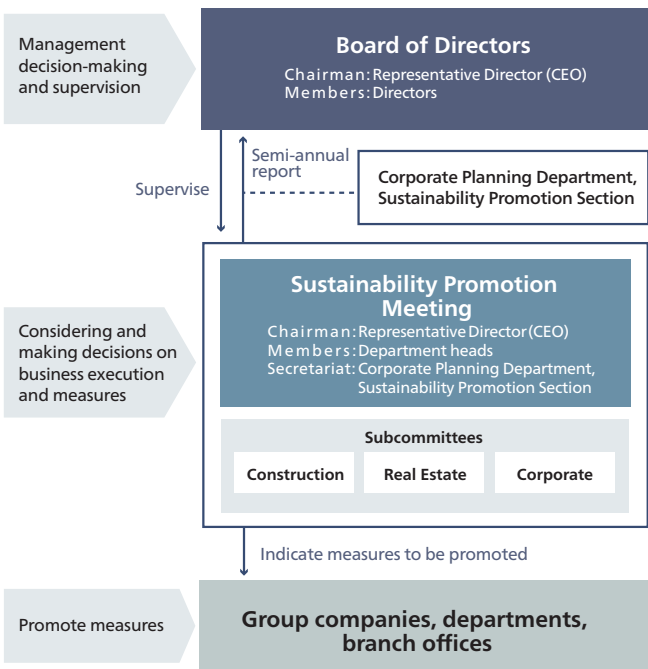 Management
decision-making
and supervision
Board of Directors
Chairman: Representative Director (CEO)
Members: Directors
Supervise
Semi-annual
report
Corporate Planning Department,
Sustainability Promotion Section
Considering and
making decisions on
business execution
and measures
Sustainability Promotion
Meeting
Chairman: Representative Director (CEO)
Members: Department heads
Secretariat: Corporate Planning Department,
Sustainability Promotion Section
Subcommittees
Construction
Real Estate
Corporate
Indicate measures to be promoted
Promote measures
Group companies, departments,
branch offices